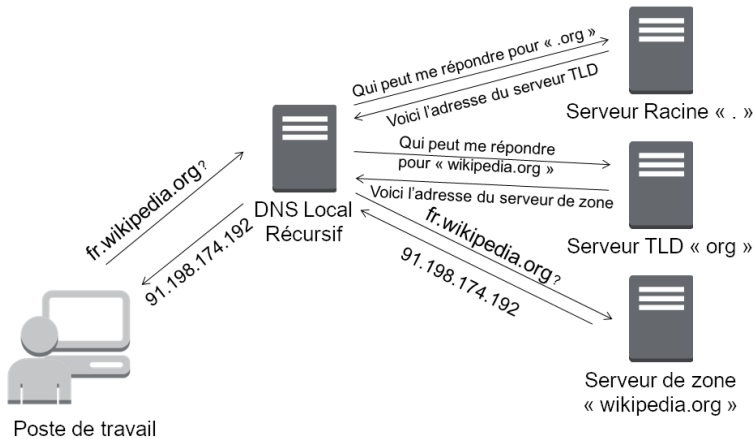 Qui peut me répondre pour « .org »
Voici l'adresse du serveur TLD
Serveur Racine « . »
Qui peut me répondre
pour « wikipedia.org »
Voici l'adresse du serveur de zone
Serveur TLD « org »
fr.wikipedia.org ?
91.198.174.192
DNS Local
Récursif
fr.wikipedia.org ?
91.198.174.192
Serveur de zone
« wikipedia.org »
Poste de travail